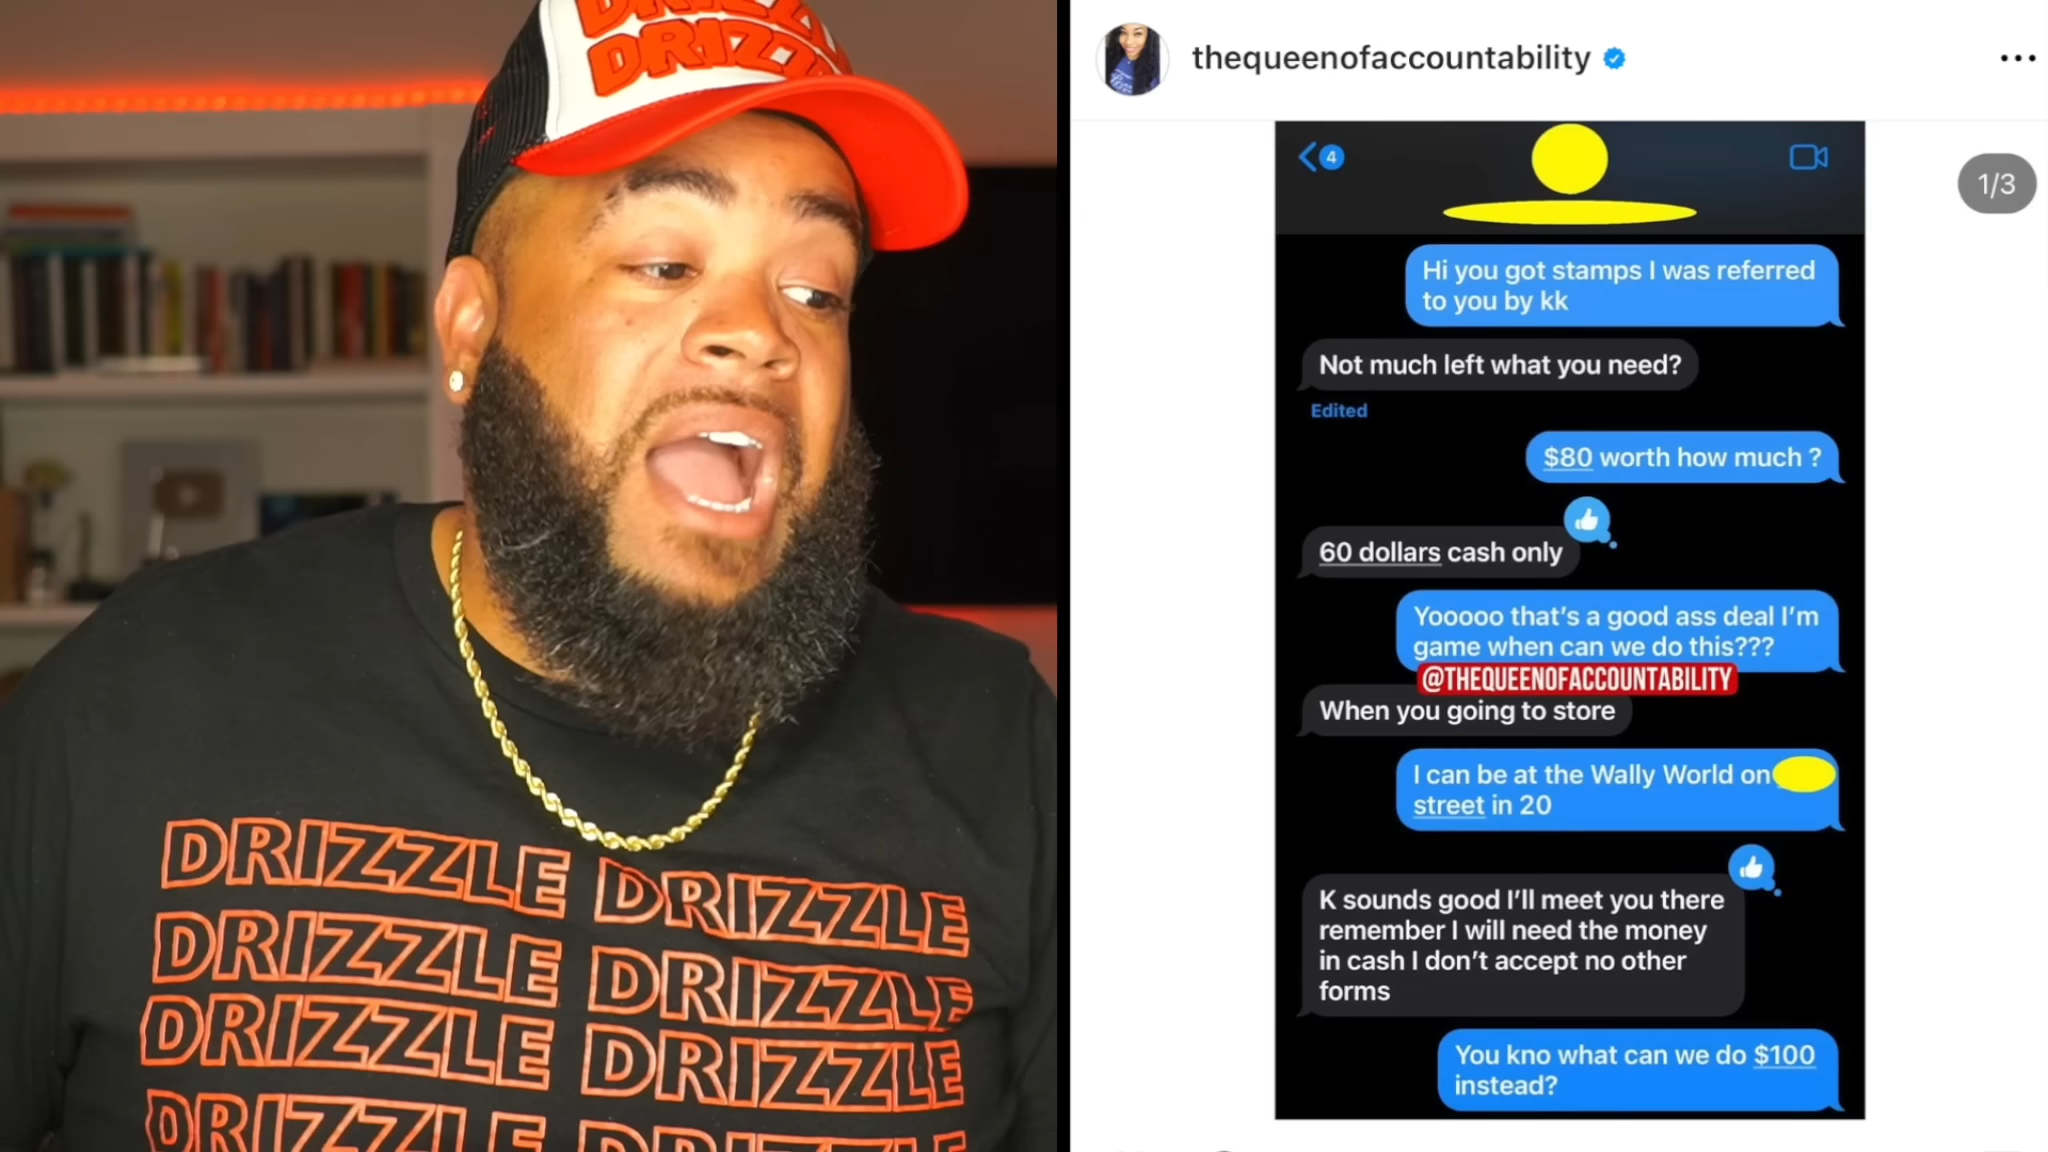 DRIZZLE DRIZZLE
DRIZZLE DRIZZLE
DRIZZLE DRIZZLE
thequeenofaccountability
1/3
4
Hi you got stamps I was referred
to you by kk
Not much left what you need?
Edited
$80 worth how much ?
60 dollars cash only
Yooooo that's a good ass deal I'm
game when can we do this???
@THEQUEENOFACCOUNTABILITY
When you going to store
I can be at the Wally World on
street in 20
K sounds good I'll meet you there
remember I will need the money
in cash I don't accept no other
forms
You kno what can we do $100
instead?